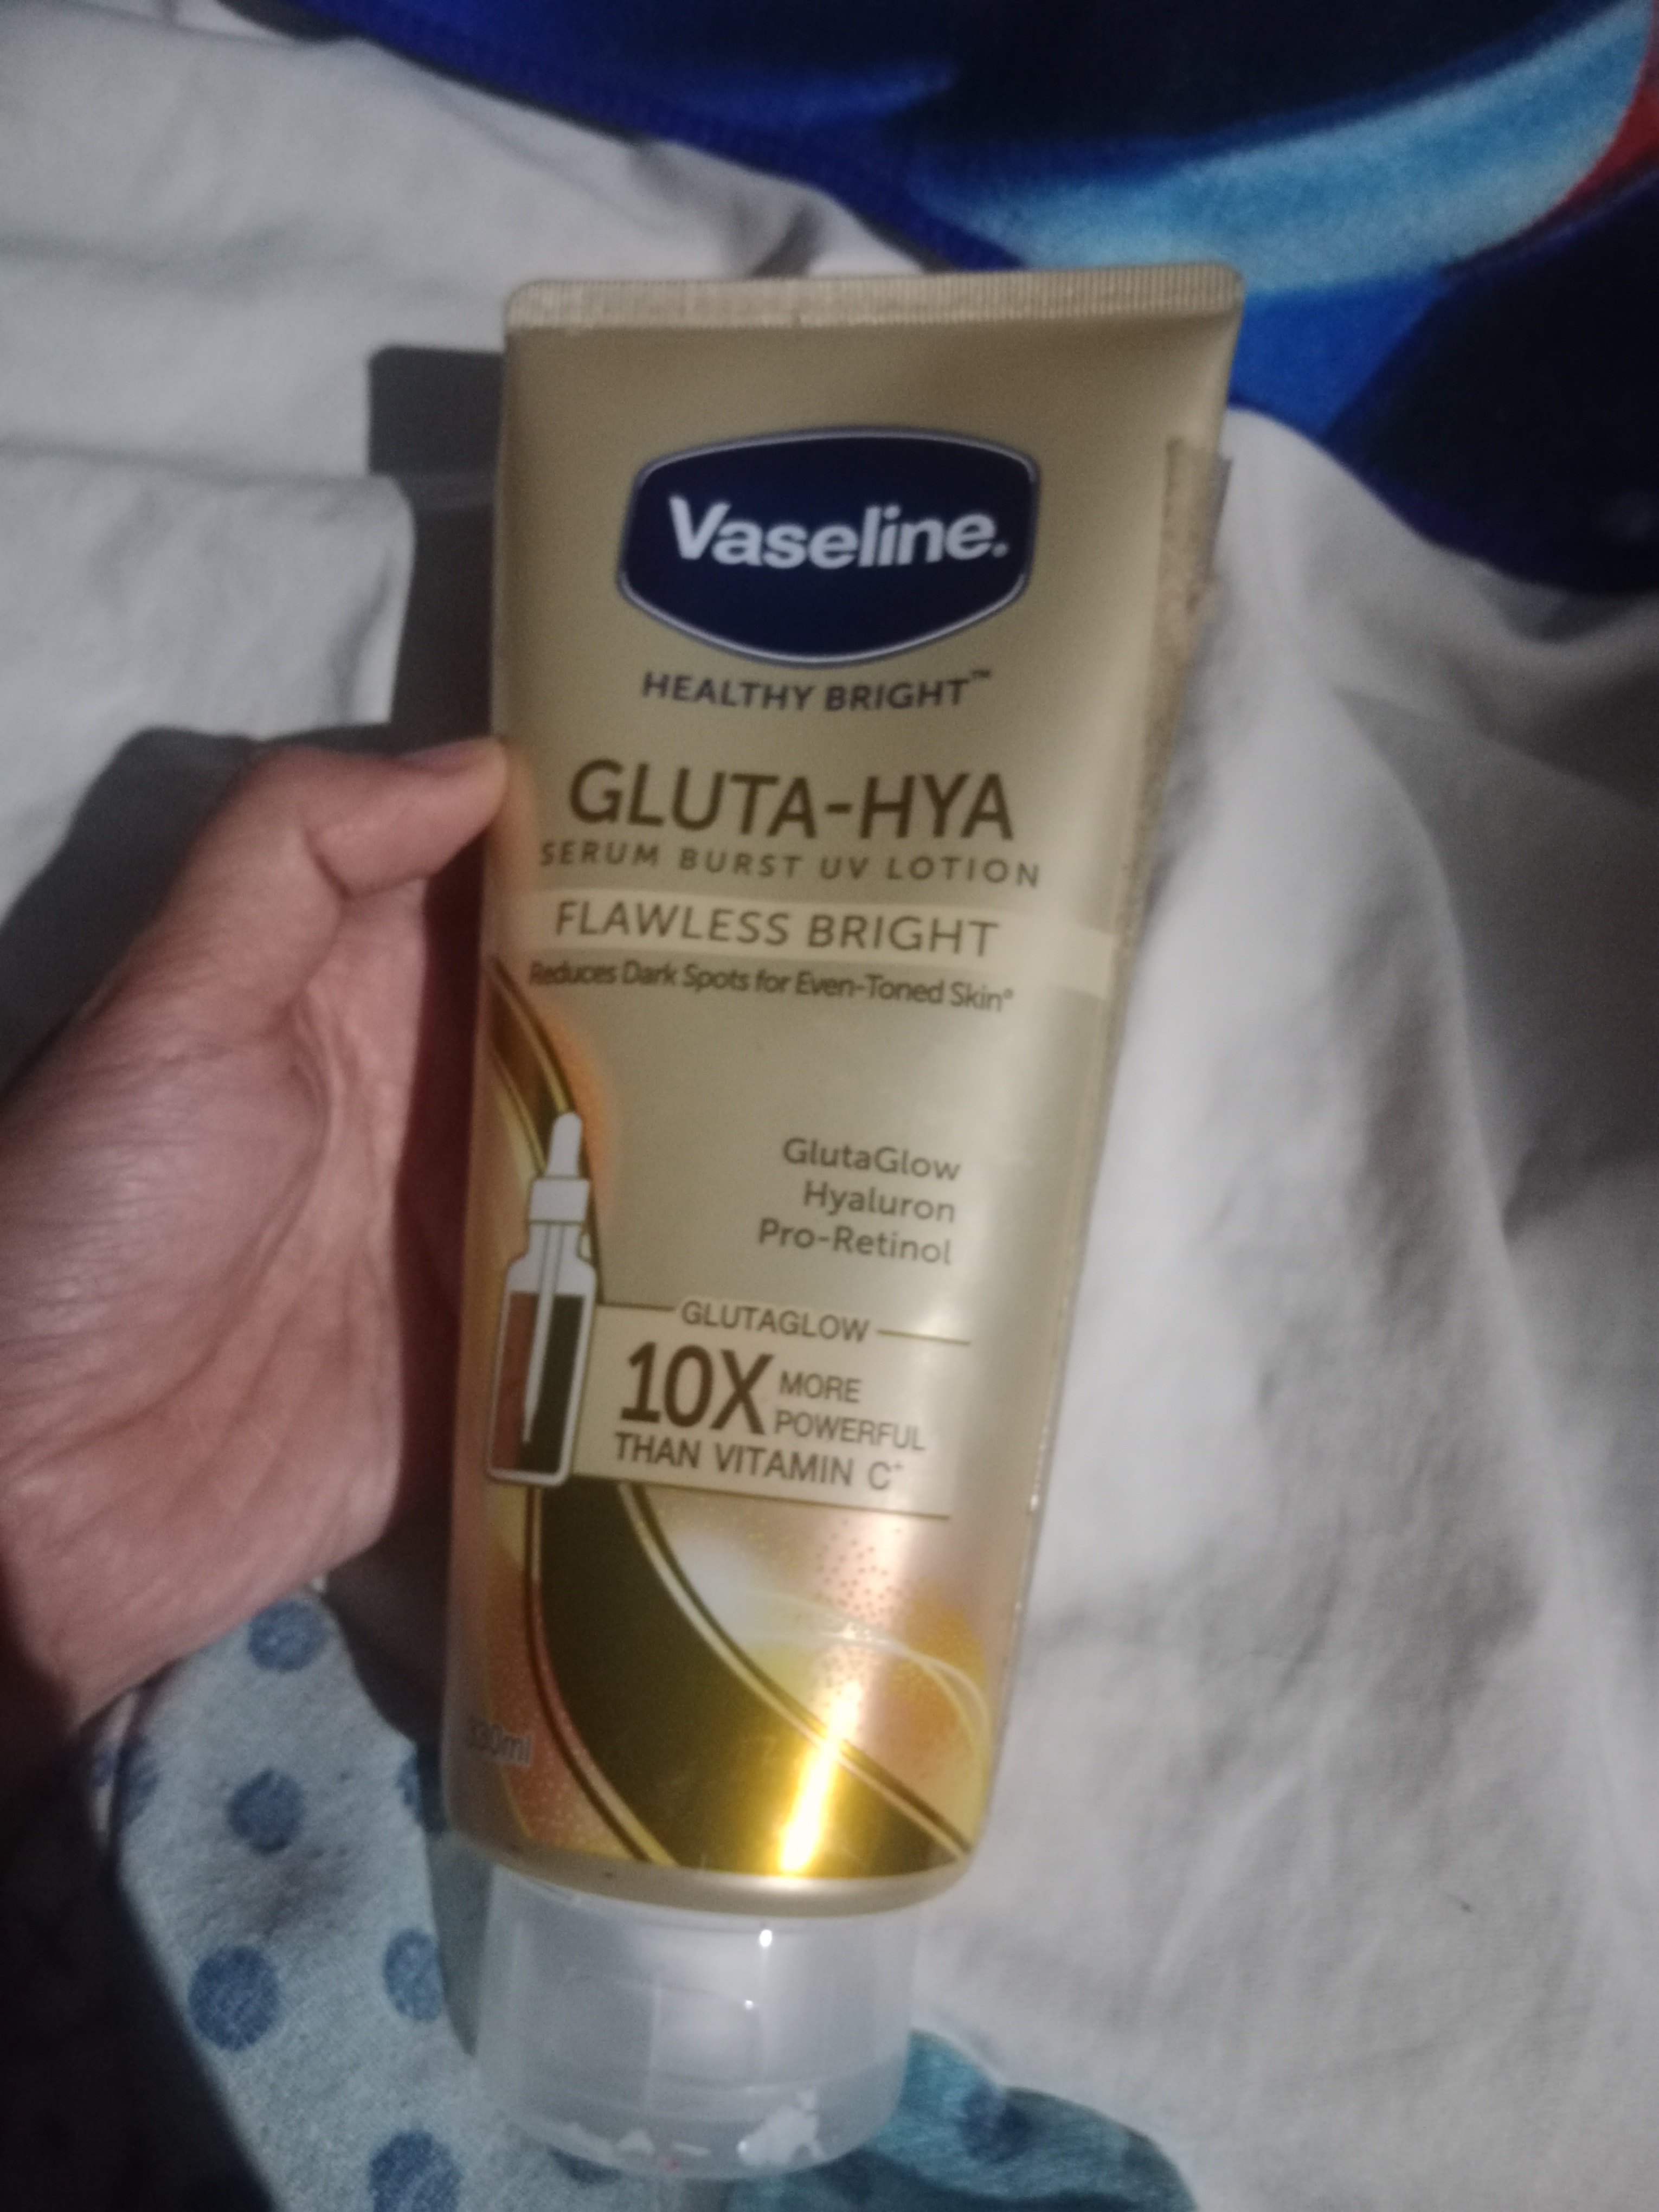 Vaseline.
HEALTHY BRIGHT™
GLUTA-HYA
SERUM BURST UV LOTION
FLAWLESS BRIGHT
Reduces Dark Spots for Even-Toned Skin°
GlutaGlow
Hyaluron
Pro-Retinol
GLUTAGLOW
10X MORE
POWERFUL
THAN VITAMIN C⁺
330ml